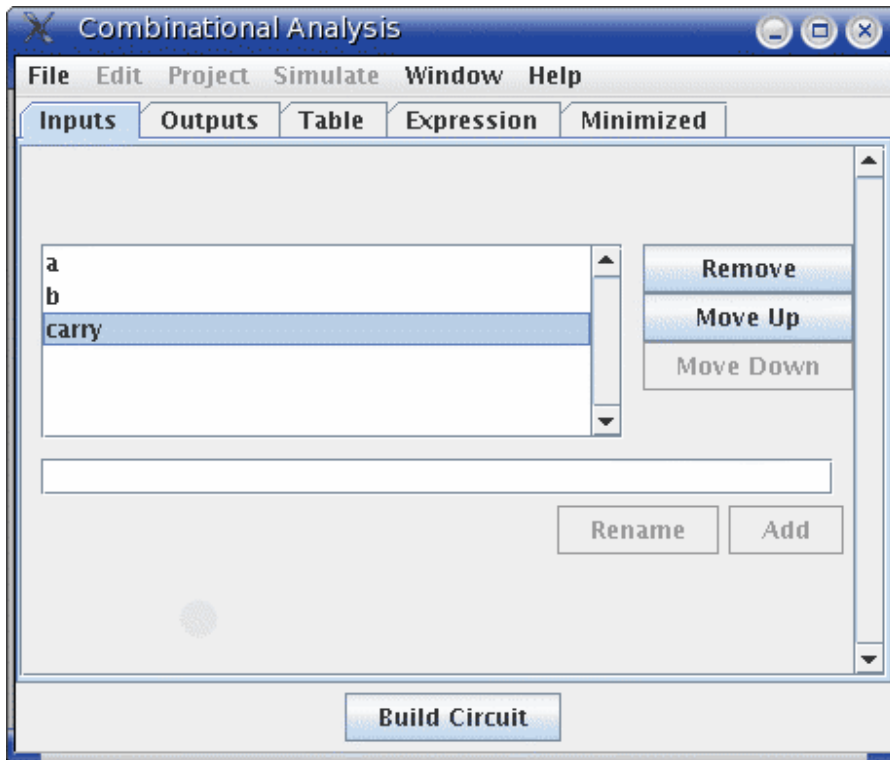 Combinational Analysis
File Edit Project Simulate Window Help
Inputs Outputs Table Expression Minimized
a
b
carry
Remove
Move Up
Move Down
Rename Add
Build Circuit